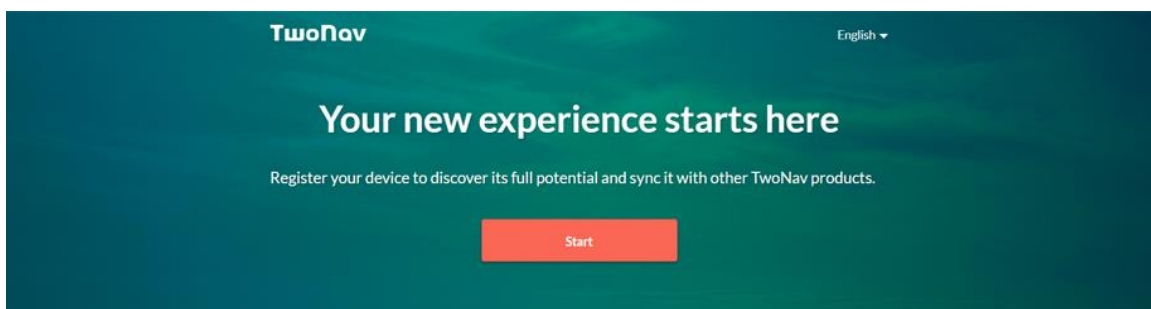 TwoNav
English
Your new experience starts here
Register your device to discover its full potential and sync it with other TwoNav products.
Start